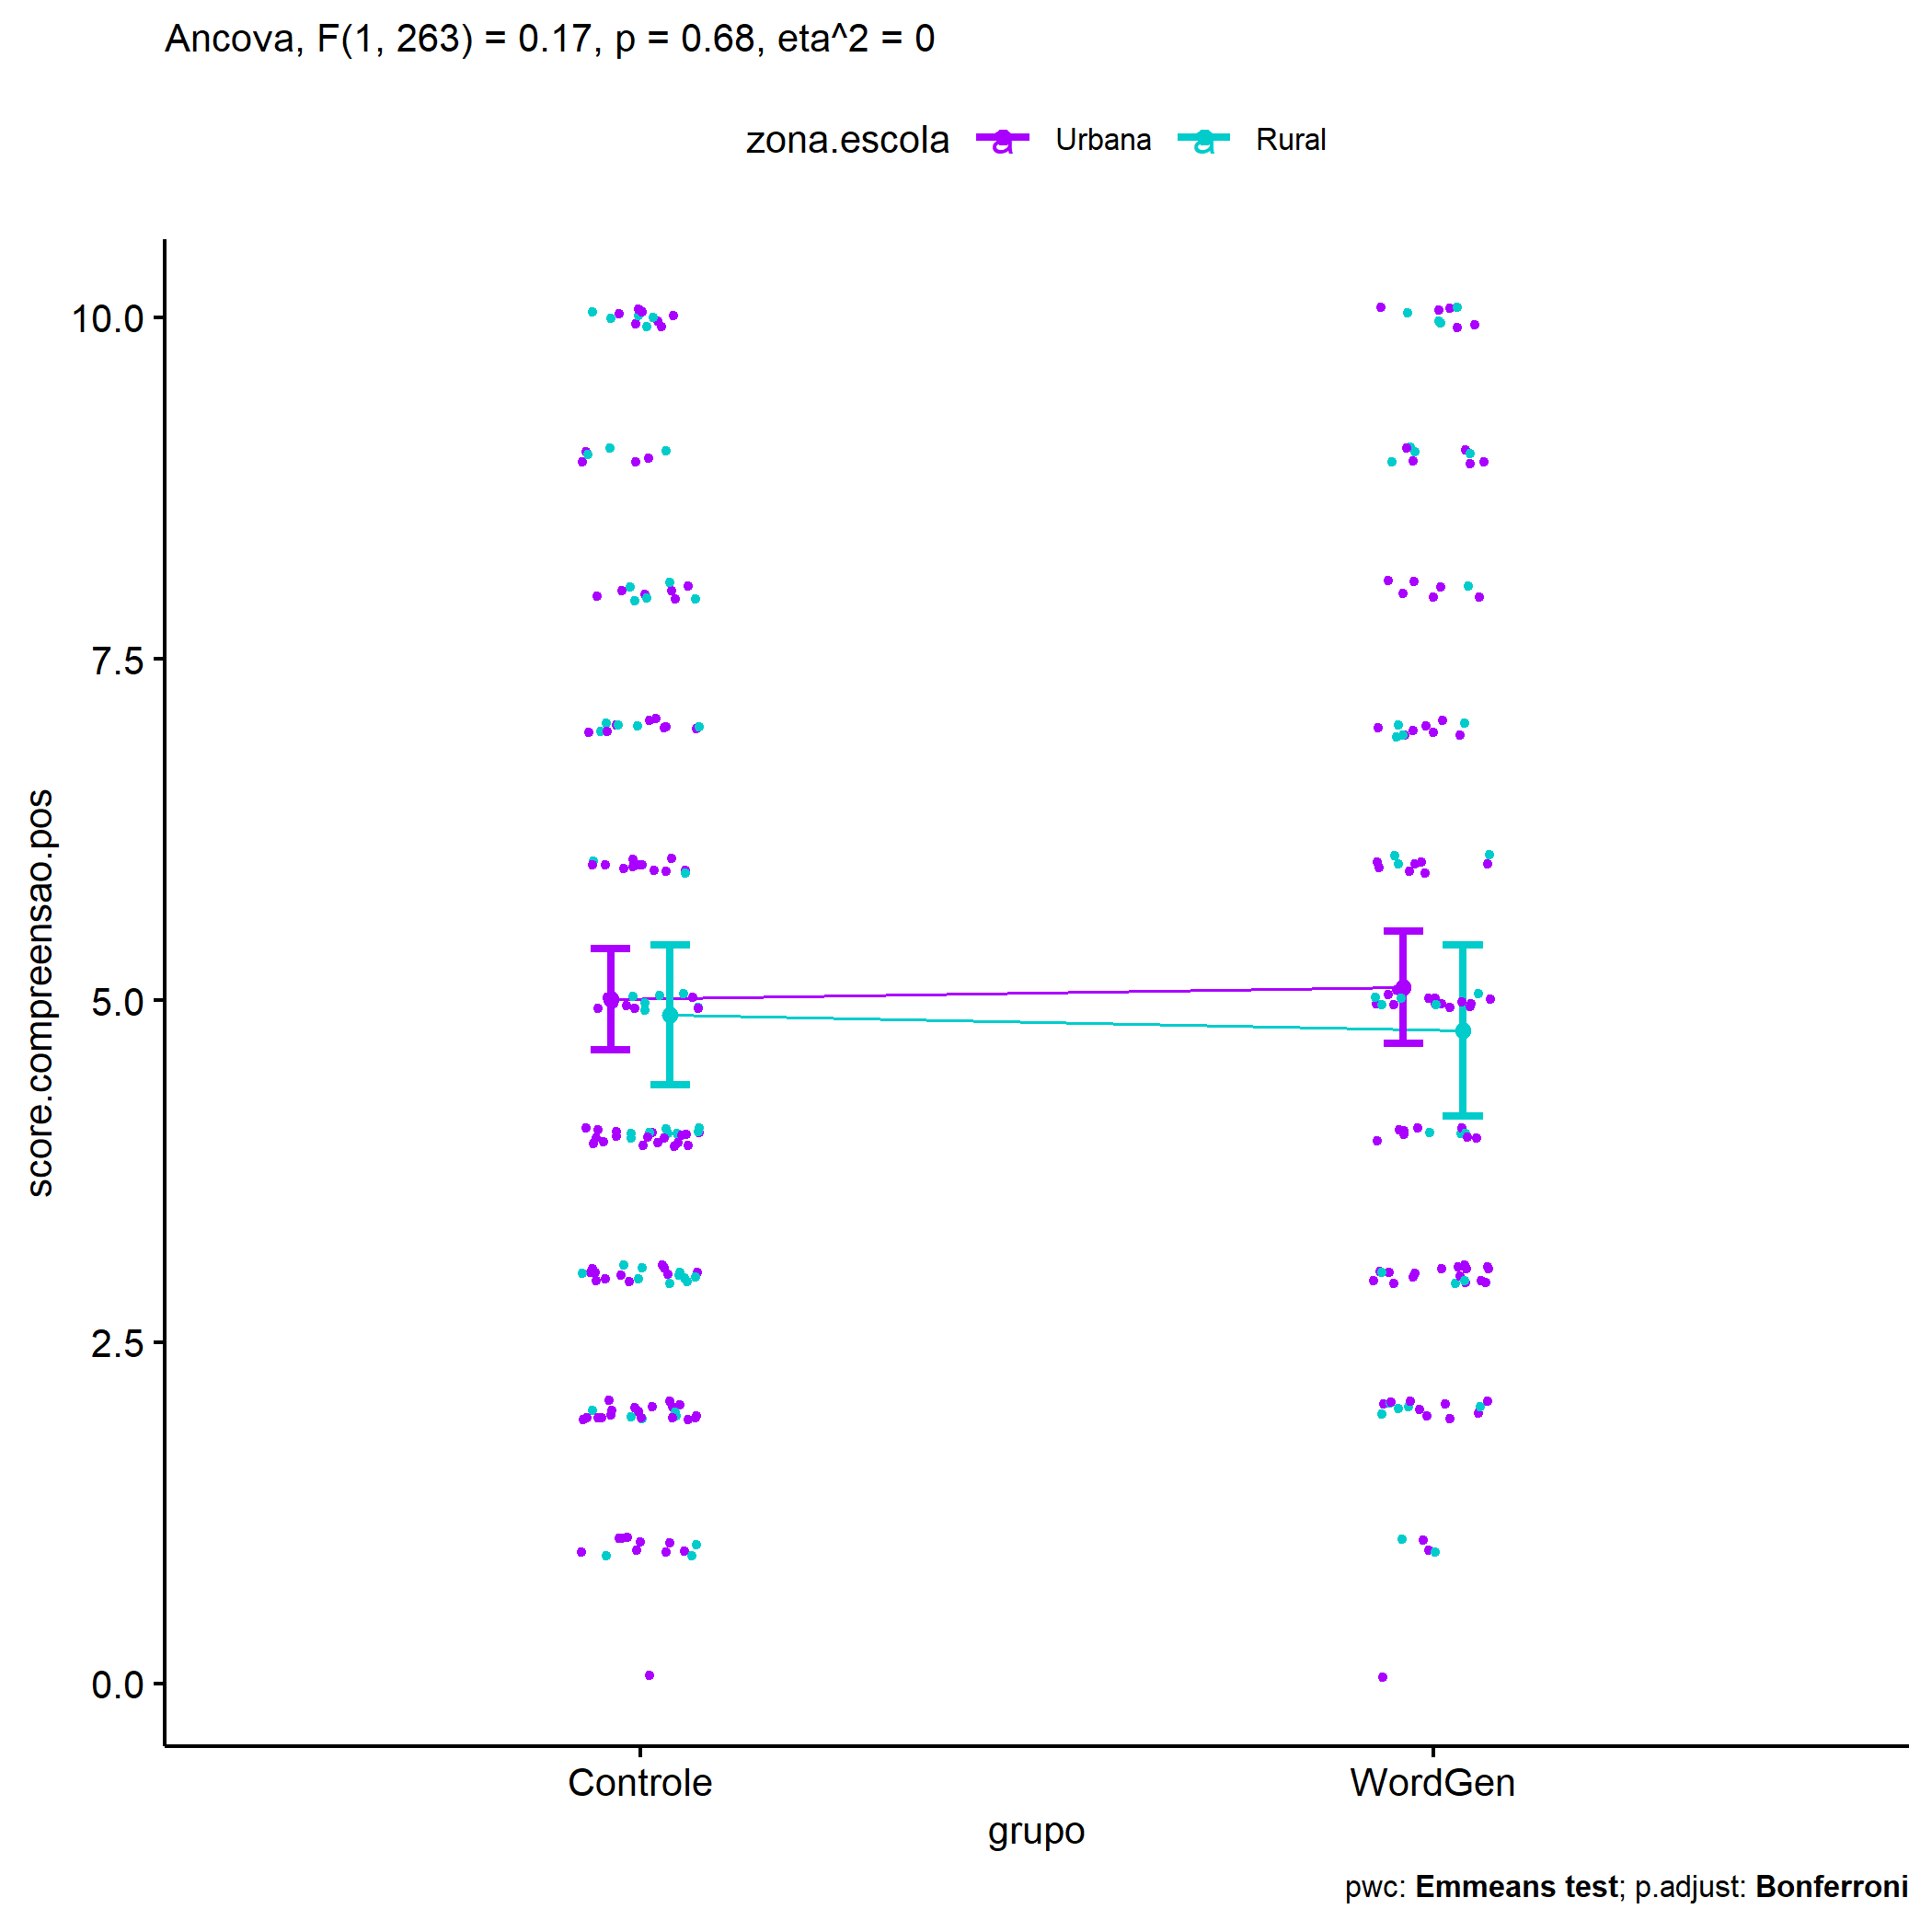 Ancova, F(1, 263) = 0.17, p = 0.68, eta^2 = 0
zona.escola a Urbana a Rural
10.0
7.5
5.0
2.5
0.0
score.compreensao.pos
Controle WordGen
grupo
pwc: Emmeans test; p.adjust: Bonferroni